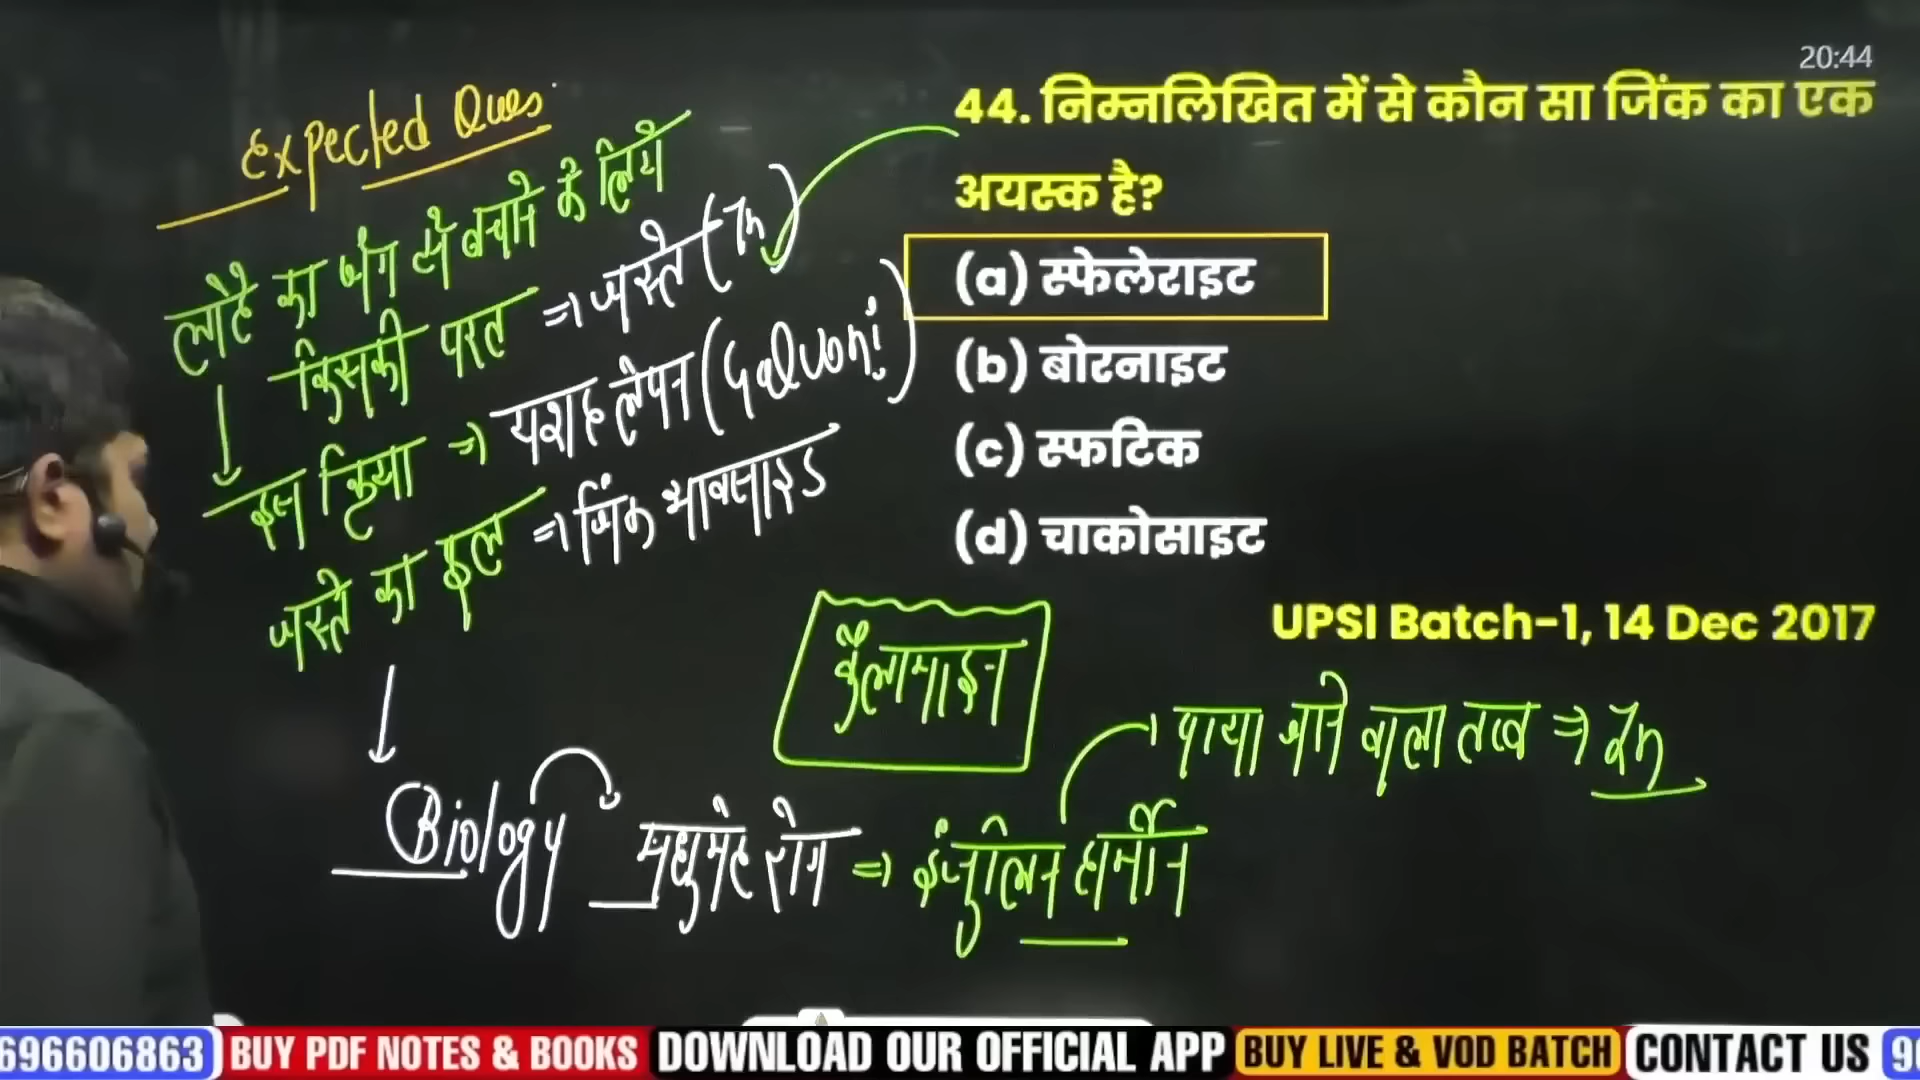 20:44
Expected Ques
44. निम्नलिखित में से कौन सा जिंक का एक
अयस्क है?
(a) स्फेलेराइट
(b) बोरनाइट
(c) स्फटिक
(d) चाकोसाइट
UPSI Batch-1, 14 Dec 2017
लोहे का जंग से बचाने के लिये
किसकी परत ⇒ जस्ते (Zn)
इस क्रिया ⇒ यशद लेपन (Galvani)
जस्ते का फूल ⇒ जिंक आक्साइड
कैलामाइन
पाया जाने वाला तत्व ⇒ Zn
Biology मधुमेह रोग ⇒ इंसुलिन हार्मोन
696606863
BUY PDF NOTES & BOOKS
DOWNLOAD OUR OFFICIAL APP
BUY LIVE & VOD BATCH
CONTACT US